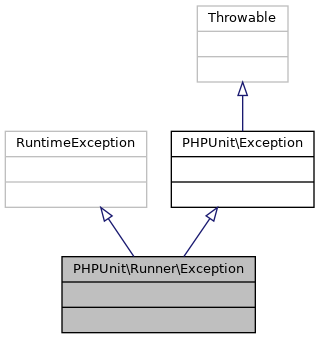 Throwable
RuntimeException
PHPUnit\Exception
PHPUnit\Runner\Exception